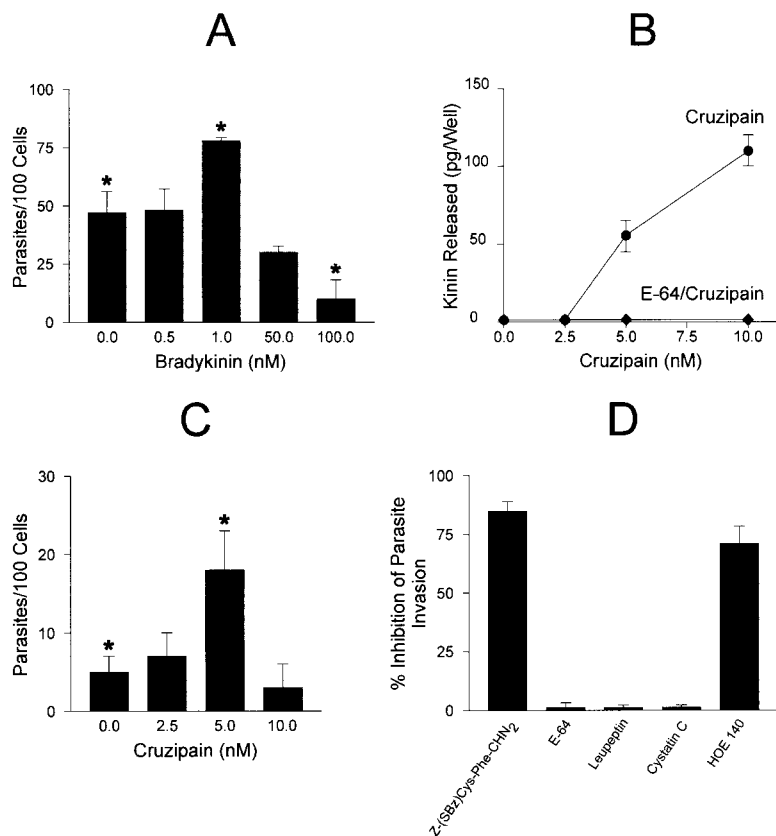 A
100
75
50
25
0
Parasites/100 Cells
*
*
*
0.0 0.5 1.0 50.0 100.0
Bradykinin (nM)
B
150
100
50
0
Kinin Released (pg/Well)
Cruzipain
E-64/Cruzipain
0.0 2.5 5.0 7.5 10.0
Cruzipain (nM)
C
30
20
10
0
Parasites/100 Cells
*
*
0.0 2.5 5.0 10.0
Cruzipain (nM)
D
100
75
50
25
0
% Inhibition of Parasite
Invasion
Z-(SBz)Cys-Phe-CHN2
E-64
Leupeptin
Cystatin C
HOE 140